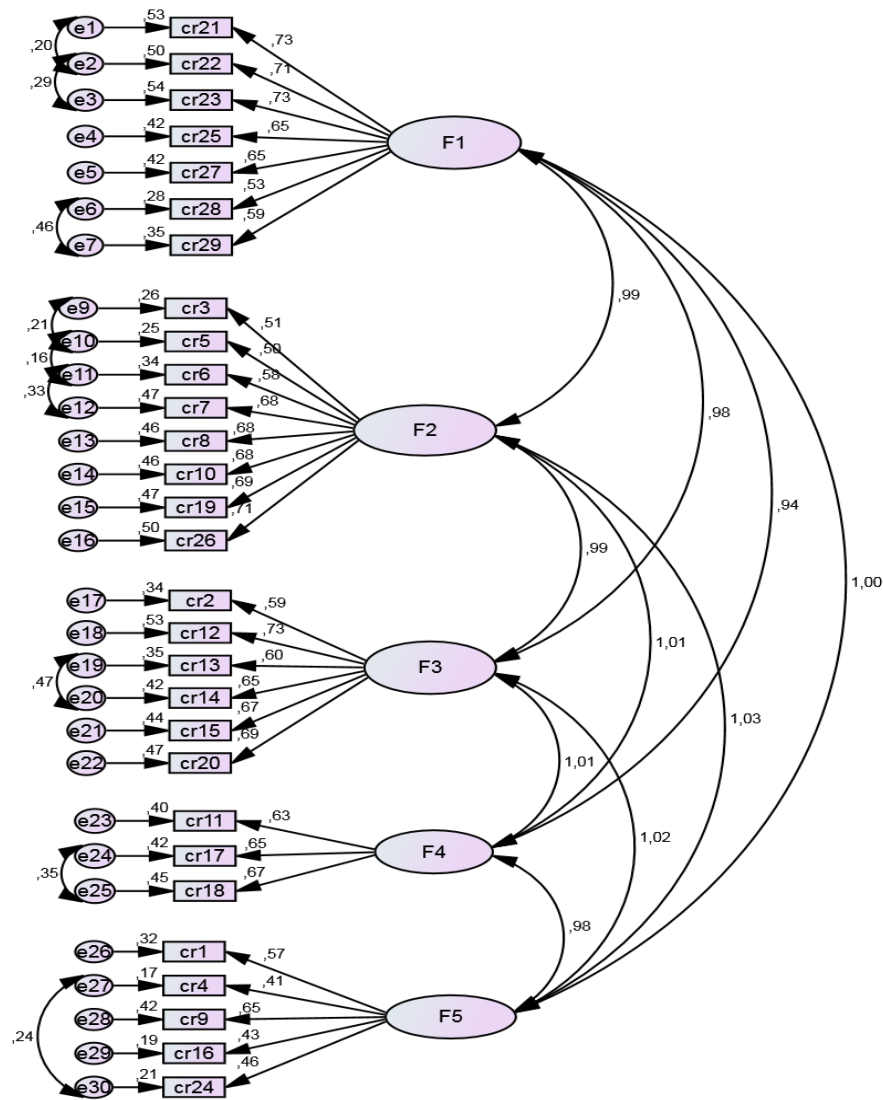 e1 ,53 cr21 ,73
,20
e2 ,50 cr22 ,71
,29
e3 ,54 cr23 ,73
e4 ,42 cr25 ,65
F1
e5 ,42 cr27 ,65
e6 ,28 cr28 ,53
,46
e7 ,35 cr29 ,59
,99
e9 ,26 cr3 ,51
,21
e10 ,25 cr5 ,50
,16
e11 ,34 cr6 ,58
,33
e12 ,47 cr7 ,68
,98
F2
e13 ,46 cr8 ,68
e14 ,46 cr10 ,68
e15 ,47 cr19 ,69
,94
e16 ,50 cr26 ,71
,99
1,00
e17 ,34 cr2 ,59
e18 ,53 cr12 ,73
1,01
e19 ,35 cr13 ,60
F3
,47
e20 ,42 cr14 ,65
e21 ,44 cr15 ,67
1,03
e22 ,47 cr20 ,69
1,01
e23 ,40 cr11 ,63
1,02
e24 ,42 cr17 ,65
F4
,35
e25 ,45 cr18 ,67
,98
e26 ,32 cr1 ,57
e27 ,17 cr4 ,41
e28 ,42 cr9 ,65
F5
,24
e29 ,19 cr16 ,43
e30 ,21 cr24 ,46